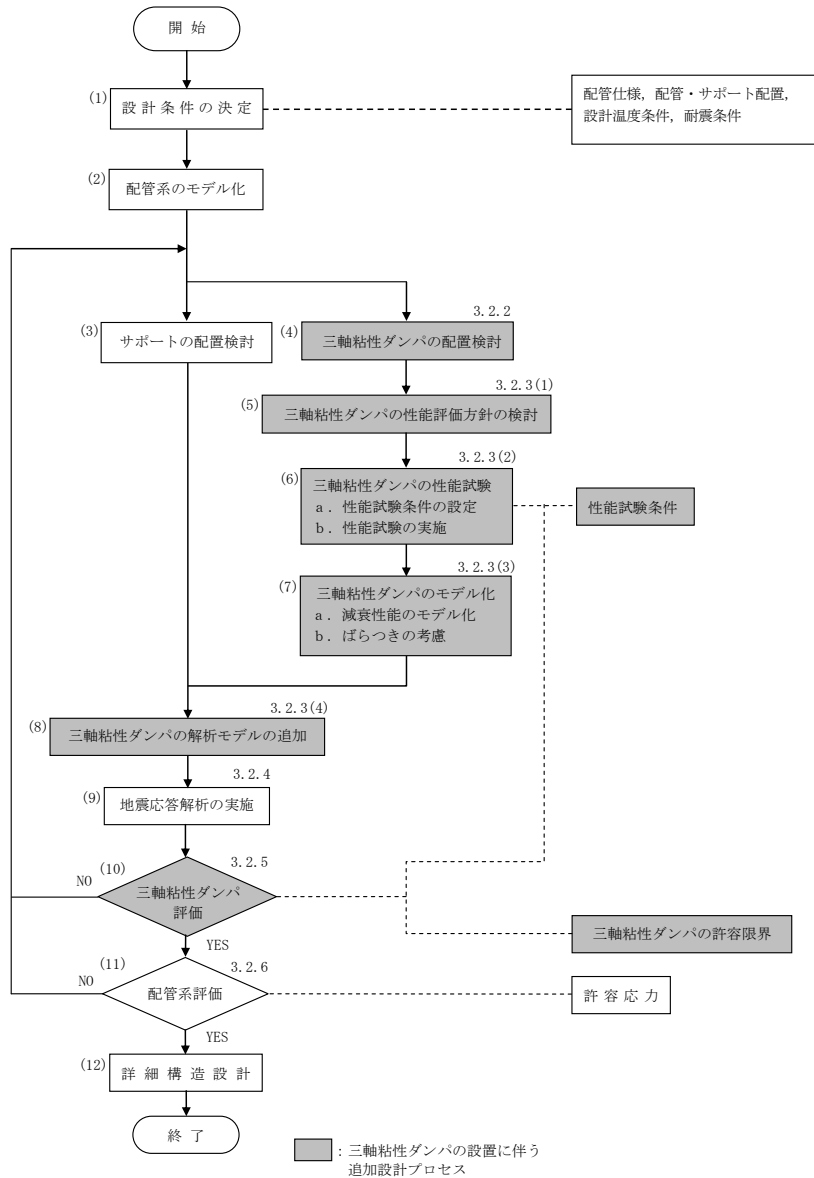 開 始
(1)
設 計 条 件 の 決 定
配管仕様，配管・サポート配置，
設計温度条件，耐震条件
(2)
配管系のモデル化
(3)
サポートの配置検討
3.2.2
(4)
三軸粘性ダンパの配置検討
3.2.3(1)
(5)
三軸粘性ダンパの性能評価方針の検討
3.2.3(2)
(6)
三軸粘性ダンパの性能試験
a．性能試験条件の設定
b．性能試験の実施
性能試験条件
3.2.3(3)
(7)
三軸粘性ダンパのモデル化
a．減衰性能のモデル化
b．ばらつきの考慮
3.2.3(4)
(8)
三軸粘性ダンパの解析モデルの追加
3.2.4
(9)
地震応答解析の実施
(10)
3.2.5
NO
三軸粘性ダンパ
評価
YES
三軸粘性ダンパの許容限界
(11)
3.2.6
NO
配管系評価
許 容 応 力
YES
(12)
詳 細 構 造 設 計
終 了
：三軸粘性ダンパの設置に伴う
追加設計プロセス